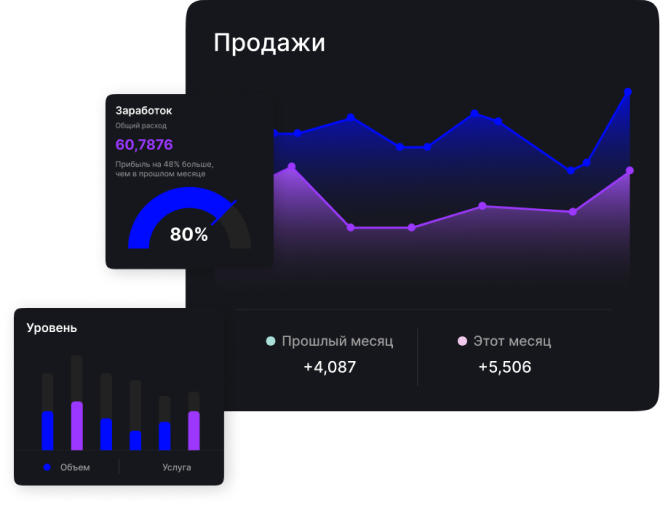 Продажи
Заработок
Общий расход
60,7876
Прибыль на 48% больше,
чем в прошлом месяце
80%
Прошлый месяц
+4,087
Этот месяц
+5,506
Уровень
Объем
Услуга